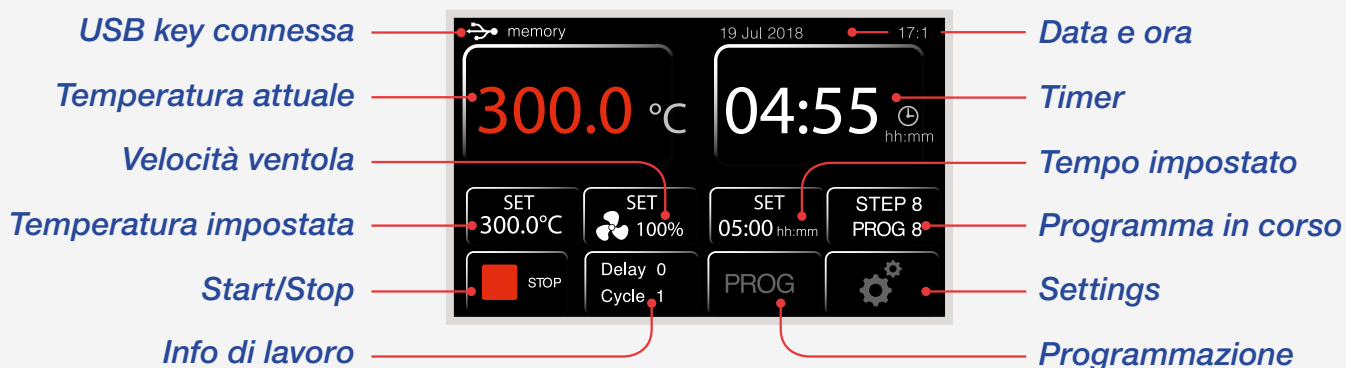 USB key connessa
Temperatura attuale
Velocità ventola
Temperatura impostata
Start/Stop
Info di lavoro
memory
19 Jul 2018 17:1
300.0 °C
04:55
hh:mm
SET
300.0°C
SET
100%
SET
05:00 hh:mm
STEP 8
PROG 8
STOP
Delay 0
Cycle 1
PROG
Data e ora
Timer
Tempo impostato
Programma in corso
Settings
Programmazione